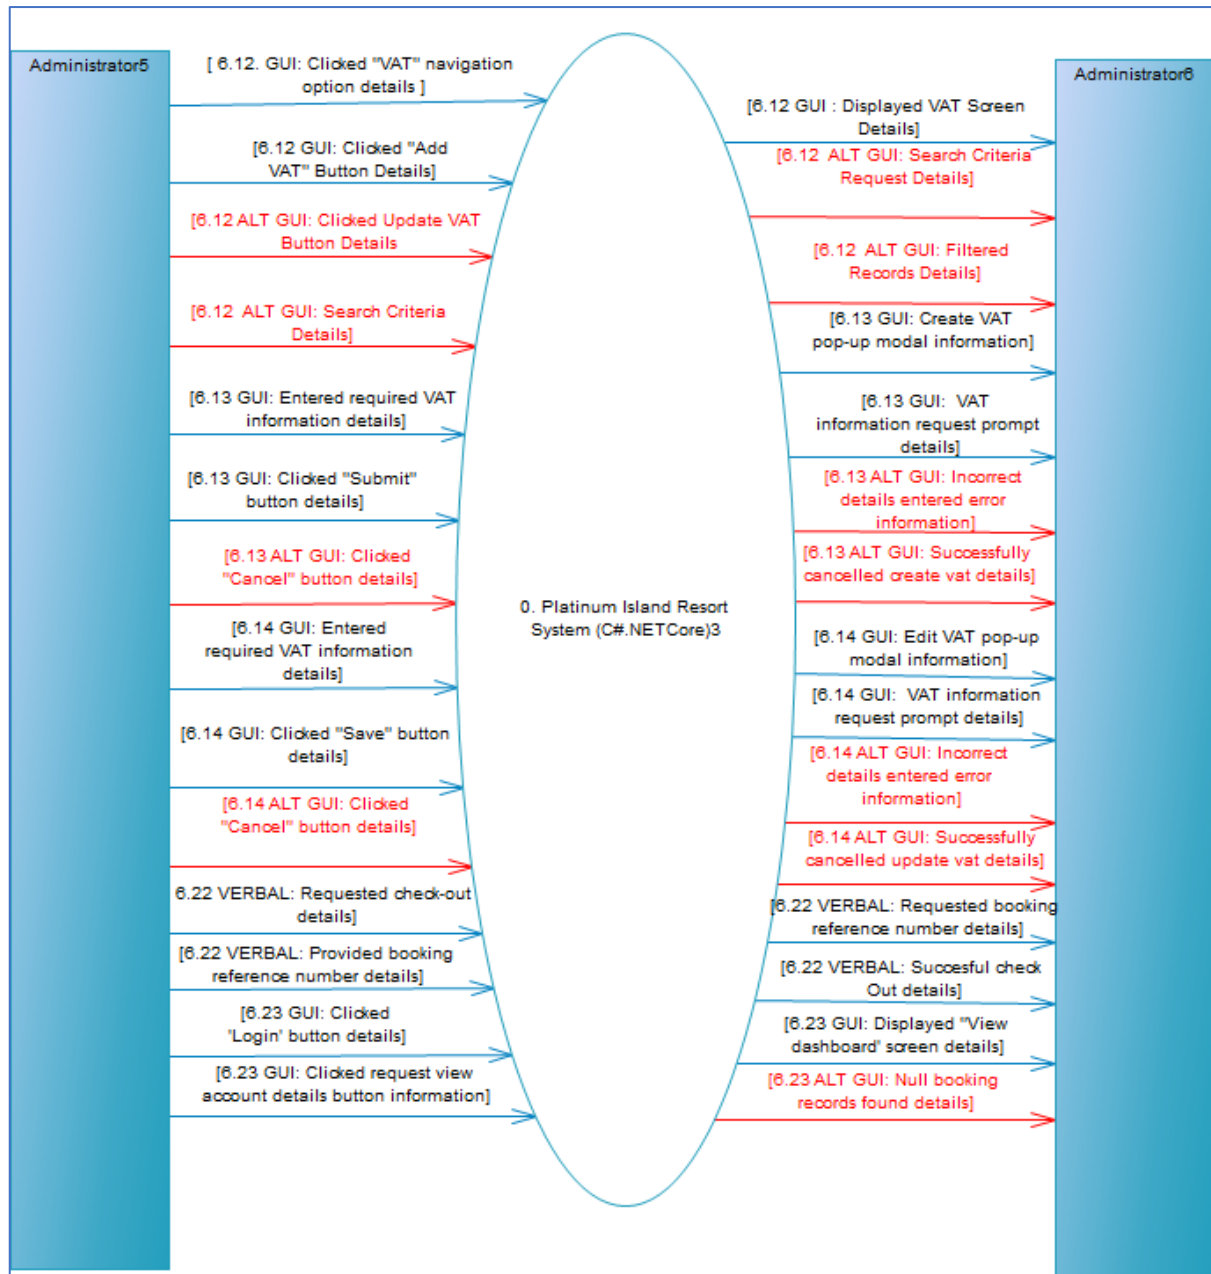 Administrator5
[ 6.12. GUI: Clicked "VAT" navigation
option details ]
[6.12 GUI: Clicked "Add
VAT" Button Details]
[6.12 ALT GUI: Clicked Update VAT
Button Details
[6.12  ALT GUI: Search Criteria
Details]
[6.13 GUI: Entered required VAT
information details]
[6.13 GUI: Clicked "Submit"
button details]
[6.13 ALT GUI: Clicked
"Cancel" button details]
[6.14 GUI: Entered
required VAT information
details]
[6.14 GUI: Clicked "Save" button
details]
[6.14 ALT GUI: Clicked
"Cancel" button details]
6.22 VERBAL: Requested check-out
details]
[6.22 VERBAL: Provided booking
reference number details]
[6.23 GUI: Clicked
'Login' button details]
[6.23 GUI: Clicked request view
account details button information]
0. Platinum Island Resort
System (C#.NETCore)3
Administrator6
[6.12 GUI : Displayed VAT Screen
Details]
[6.12  ALT GUI: Search Criteria
Request Details]
[6.12  ALT GUI: Filtered
Records Details]
[6.13 GUI: Create VAT
pop-up modal information]
[6.13 GUI:  VAT
information request prompt
details]
[6.13 ALT GUI: Incorrect
details entered error
information]
[6.13 ALT GUI: Successfully
cancelled create vat details]
[6.14 GUI: Edit VAT pop-up
modal information]
[6.14 GUI:  VAT information
request prompt details]
[6.14 ALT GUI: Incorrect
details entered error
information]
[6.14 ALT GUI: Successfully
cancelled update vat details]
[6.22 VERBAL: Requested booking
reference number details]
[6.22 VERBAL: Succesful check
Out details]
[6.23 GUI: Displayed "View
dashboard' screen details]
[6.23 ALT GUI: Null booking
records found details]